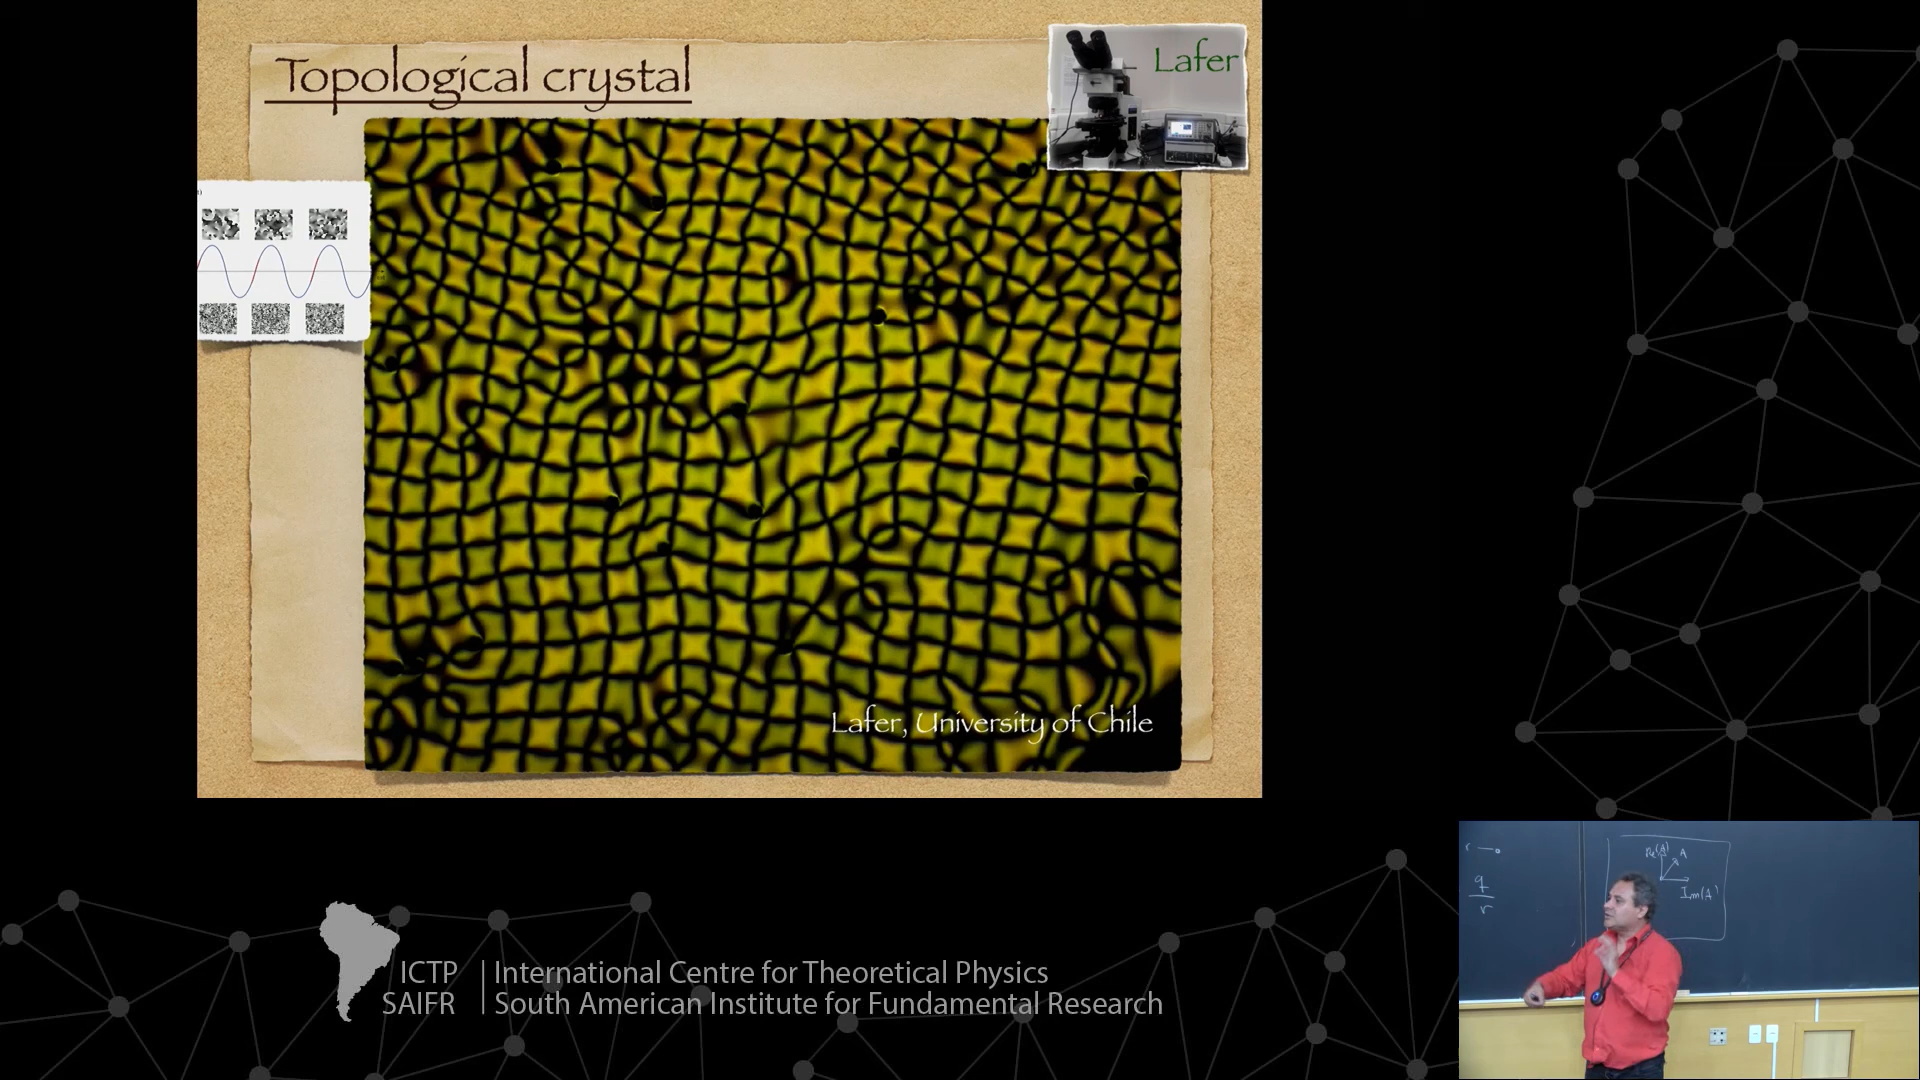 Topological crystal
Lafer
Lafer, University of Chile
ICTP
SAIFR
International Centre for Theoretical Physics
South American Institute for Fundamental Research
r
q
r
Re(A)
A
Im(A)